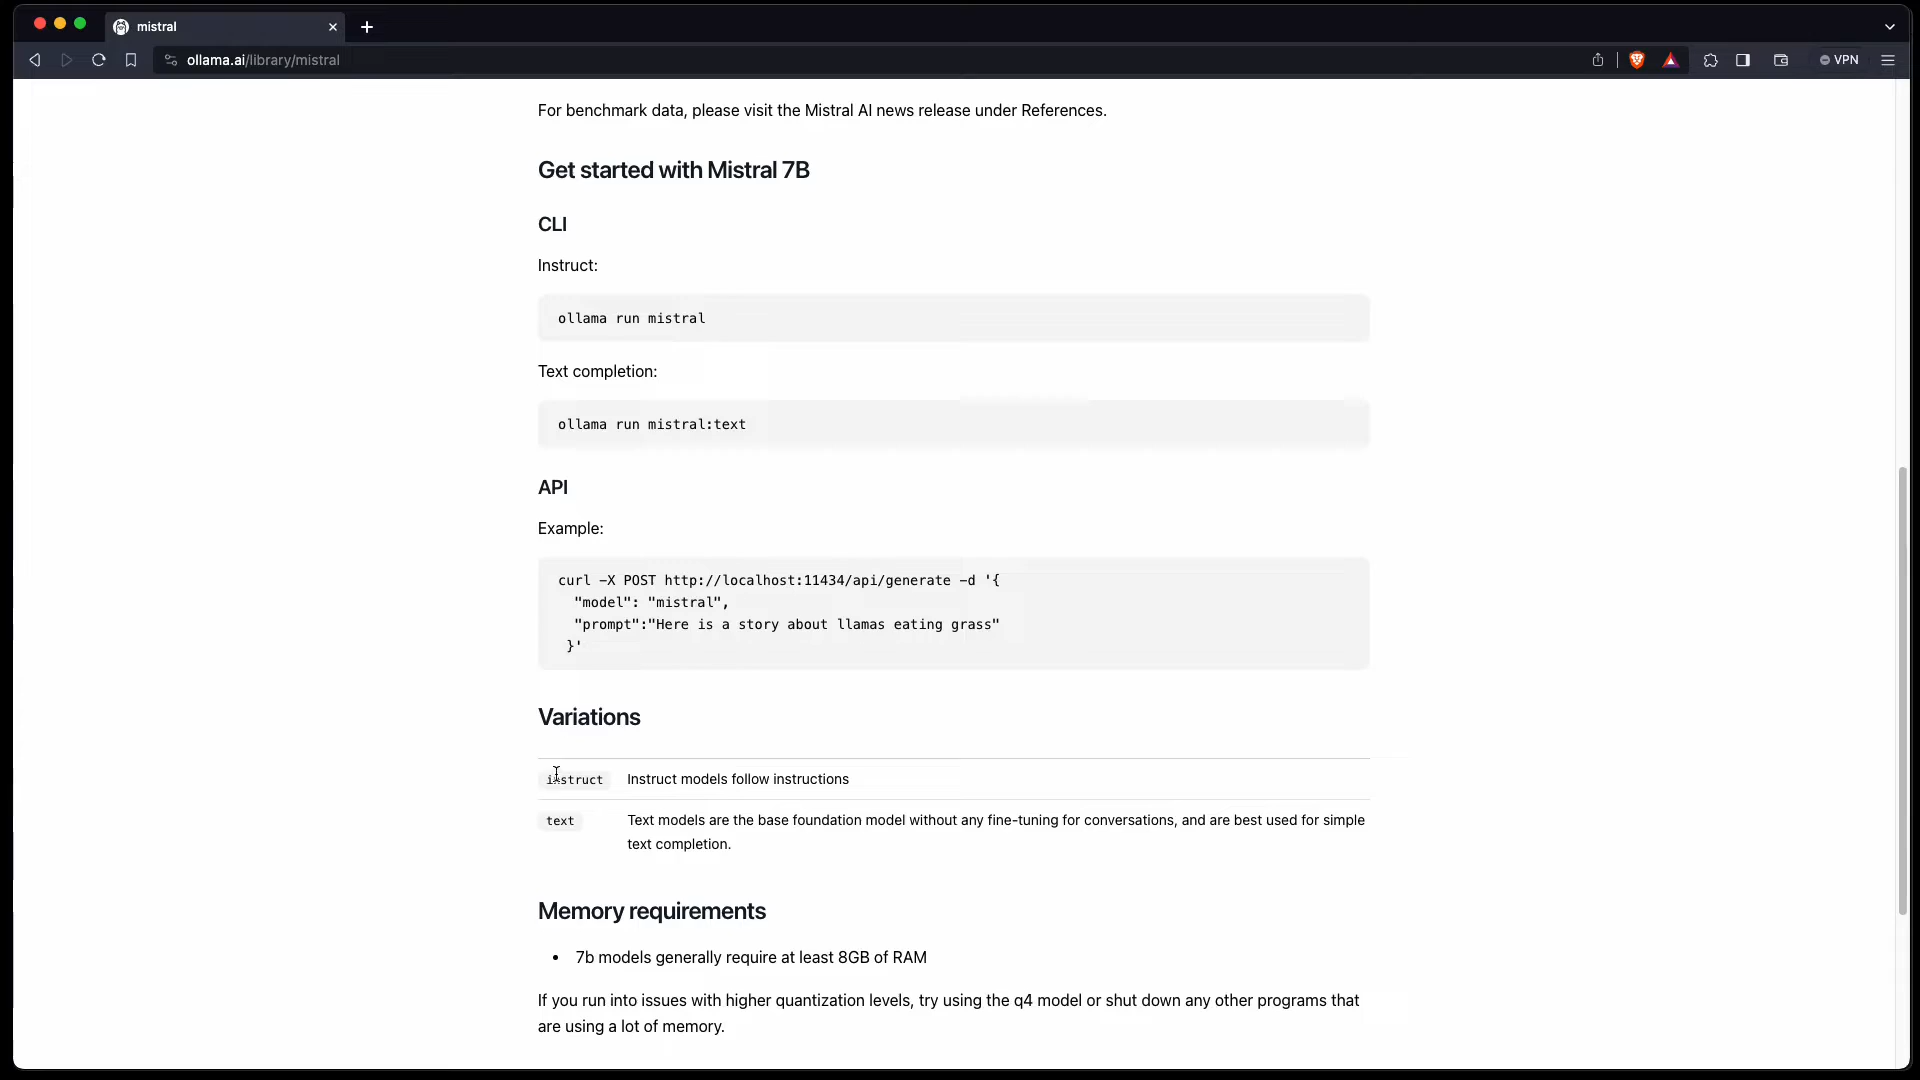 mistral
ollama.ai/library/mistral
VPN
For benchmark data, please visit the Mistral AI news release under References.
Get started with Mistral 7B
CLI
Instruct:
ollama run mistral
Text completion:
ollama run mistral:text
API
Example:
curl -X POST http://localhost:11434/api/generate -d '{
"model": "mistral",
"prompt":"Here is a story about llamas eating grass"
}'
Variations
instruct Instruct models follow instructions
text Text models are the base foundation model without any fine-tuning for conversations, and are best used for simple
text completion.
Memory requirements
• 7b models generally require at least 8GB of RAM
If you run into issues with higher quantization levels, try using the q4 model or shut down any other programs that
are using a lot of memory.